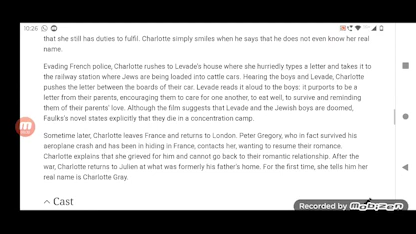 10:26
that she still has duties to fulfil. Charlotte simply smiles when he says that he does not even know her real
name.
Evading French police, Charlotte rushes to Levade's house where she hurriedly types a letter and takes it to
the railway station where Jews are being loaded into cattle cars. Hearing the boys and Levade, Charlotte
pushes the letter between the boards of their car. Levade reads it aloud to the boys: it purports to be a
letter from their parents, encouraging them to care for one another, to eat well, to survive and reminding
them of their parents' love. Although the film suggests that Levade and the Jewish boys are doomed,
Faulks's novel states explicitly that they die in a concentration camp.
Sometime later, Charlotte leaves France and returns to London. Peter Gregory, who in fact survived his
aeroplane crash and has been in hiding in France, contacts her, wanting to resume their romance.
Charlotte explains that she grieved for him and cannot go back to their romantic relationship. After the
war, Charlotte returns to Julien at what was formerly his father's home. For the first time, she tells him her
real name is Charlotte Gray.
Cast
Recorded by mobizen